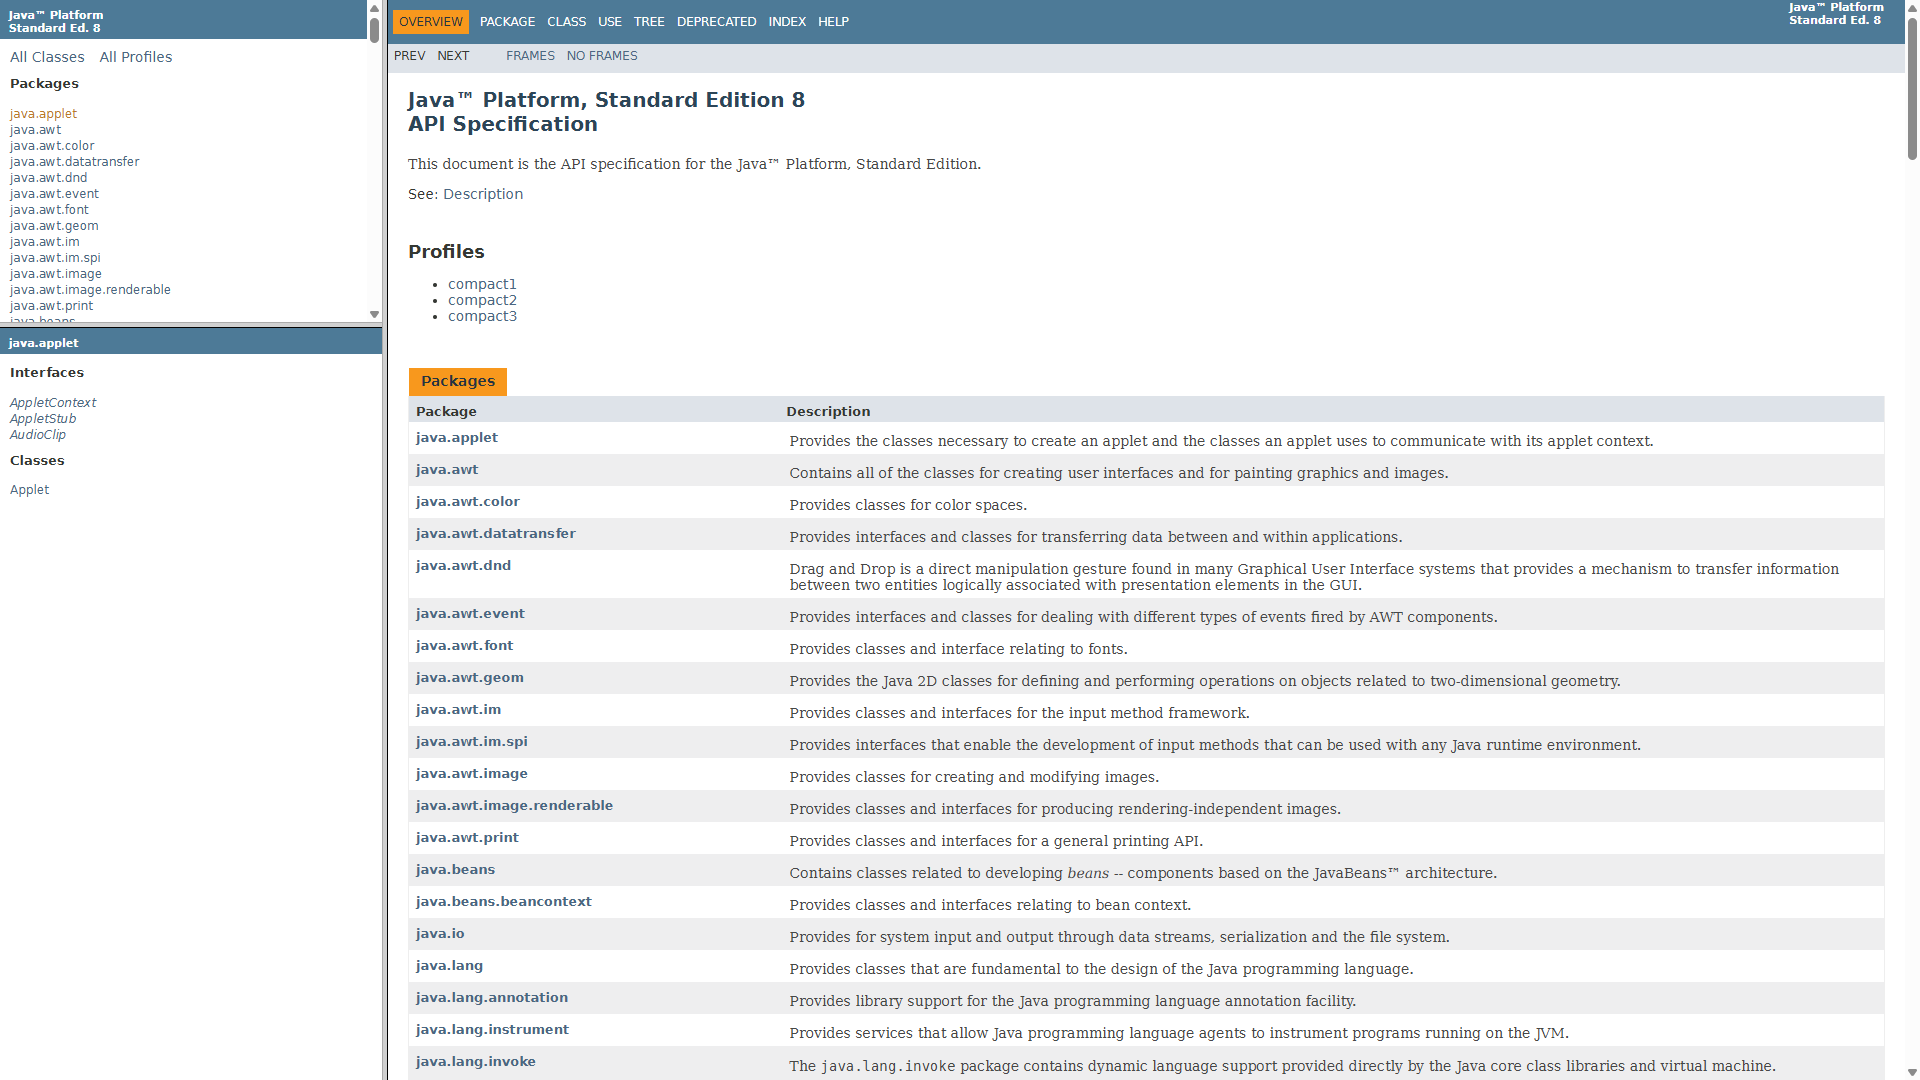 Java™ Platform
Standard Ed. 8
All Classes All Profiles
Packages
java.applet
java.awt
java.awt.color
java.awt.datatransfer
java.awt.dnd
java.awt.event
java.awt.font
java.awt.geom
java.awt.im
java.awt.im.spi
java.awt.image
java.awt.image.renderable
java.awt.print
java.beans
java.applet
Interfaces
AppletContext
AppletStub
AudioClip
Classes
Applet
OVERVIEW PACKAGE CLASS USE TREE DEPRECATED INDEX HELP
Java™ Platform
Standard Ed. 8
PREV NEXT FRAMES NO FRAMES
Java™ Platform, Standard Edition 8
API Specification
This document is the API specification for the Java™ Platform, Standard Edition.
See: Description
Profiles
• compact1
• compact2
• compact3
Packages
Package Description
java.applet Provides the classes necessary to create an applet and the classes an applet uses to communicate with its applet context.
java.awt Contains all of the classes for creating user interfaces and for painting graphics and images.
java.awt.color Provides classes for color spaces.
java.awt.datatransfer Provides interfaces and classes for transferring data between and within applications.
java.awt.dnd Drag and Drop is a direct manipulation gesture found in many Graphical User Interface systems that provides a mechanism to transfer information
between two entities logically associated with presentation elements in the GUI.
java.awt.event Provides interfaces and classes for dealing with different types of events fired by AWT components.
java.awt.font Provides classes and interface relating to fonts.
java.awt.geom Provides the Java 2D classes for defining and performing operations on objects related to two-dimensional geometry.
java.awt.im Provides classes and interfaces for the input method framework.
java.awt.im.spi Provides interfaces that enable the development of input methods that can be used with any Java runtime environment.
java.awt.image Provides classes for creating and modifying images.
java.awt.image.renderable Provides classes and interfaces for producing rendering-independent images.
java.awt.print Provides classes and interfaces for a general printing API.
java.beans Contains classes related to developing beans -- components based on the JavaBeans™ architecture.
java.beans.beancontext Provides classes and interfaces relating to bean context.
java.io Provides for system input and output through data streams, serialization and the file system.
java.lang Provides classes that are fundamental to the design of the Java programming language.
java.lang.annotation Provides library support for the Java programming language annotation facility.
java.lang.instrument Provides services that allow Java programming language agents to instrument programs running on the JVM.
java.lang.invoke The java.lang.invoke package contains dynamic language support provided directly by the Java core class libraries and virtual machine.